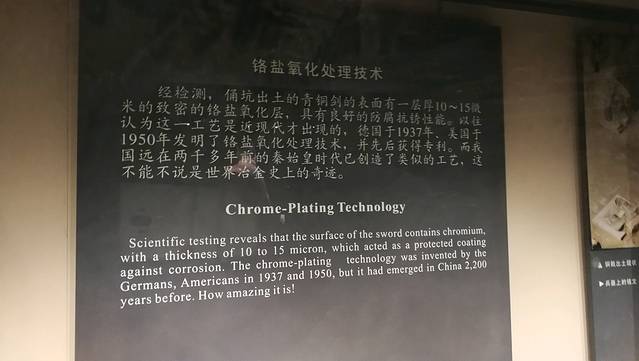 铬盐氧化处理技术
经检测，俑坑出土的青铜剑的表面有一层厚10～15微
米的致密的铬盐氧化层，具有良好的防腐抗锈性能。以往
认为这一工艺是近现代才出现的，德国于1937年、美国于
1950年发明了铬盐氧化处理技术，并先后获得专利。而我
国远在两千多年前的秦始皇时代已创造了类似的工艺，这
不能不说是世界冶金史上的奇迹。
Chrome-Plating Technology
Scientific testing reveals that the surface of the sword contains chromium,
with a thickness of 10 to 15 micron, which acted as a protected coating
against corrosion. The chrome-plating technology was invented by the
Germans, Americans in 1937 and 1950, but it had emerged in China 2,200
years before. How amazing it is!